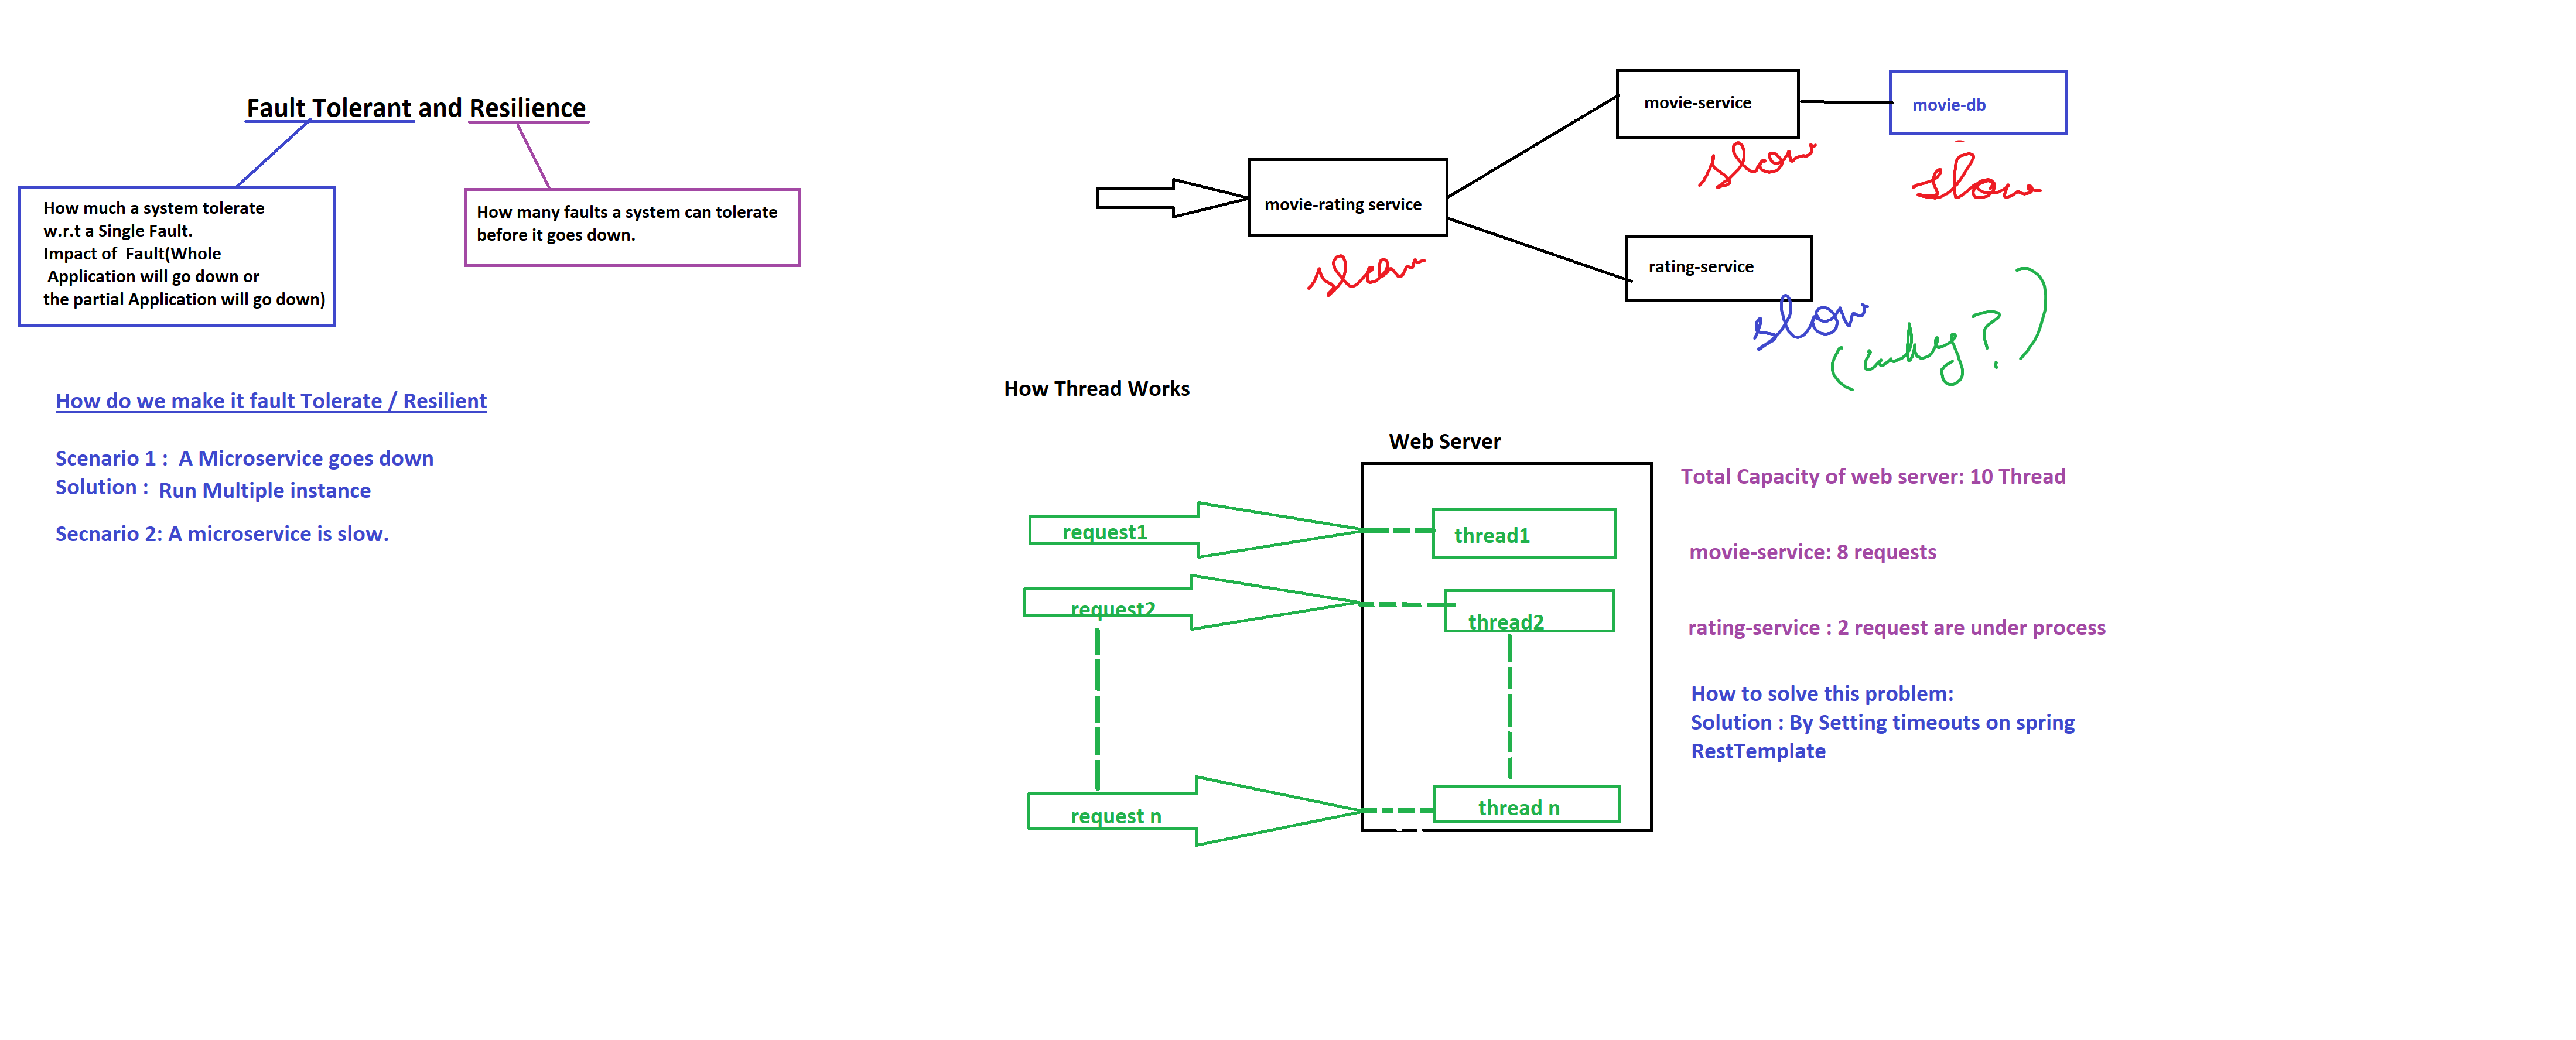 Fault Tolerant and Resilience
How much a system tolerate
w.r.t a Single Fault.
Impact of Fault(Whole
Application will go down or
the partial Application will go down)
How many faults a system can tolerate
before it goes down.
How do we make it fault Tolerate / Resilient
Scenario 1 : A Microservice goes down
Solution : Run Multiple instance
Secnario 2: A microservice is slow.
movie-rating service
slow
movie-service
slow
movie-db
slow
rating-service
slow
(why?)
How Thread Works
Web Server
request1
thread1
request2
thread2
request n
thread n
Total Capacity of web server: 10 Thread
movie-service: 8 requests
rating-service : 2 request are under process
How to solve this problem:
Solution : By Setting timeouts on spring
RestTemplate